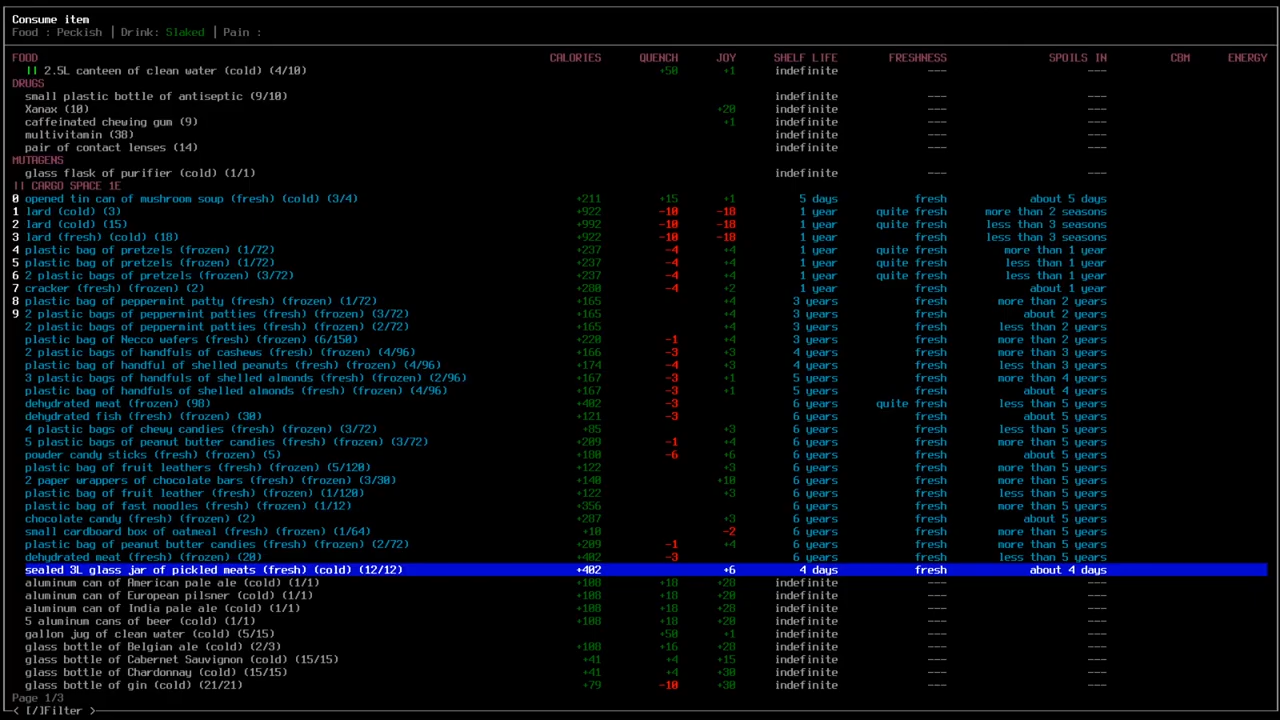 Consume item
Food : Peckish | Drink: Slaked | Pain :
FOOD CALORIES QUENCH JOY SHELF LIFE FRESHNESS SPOILS IN CBM ENERGY
|| 2.5L canteen of clean water (cold) (4/10) +50 +1 indefinite --- ---
DRUGS
small plastic bottle of antiseptic (9/10) indefinite --- ---
Xanax (10) +20 indefinite --- ---
caffeinated chewing gum (9) +1 indefinite --- ---
multivitamin (38) indefinite --- ---
pair of contact lenses (14) indefinite --- ---
MUTAGENS
glass flask of purifier (cold) (1/1) indefinite --- ---
|| CARGO SPACE 1E
0 opened tin can of mushroom soup (fresh) (cold) (3/4) +211 +15 +1 5 days fresh about 5 days
1 lard (cold) (3) +922 -10 -18 1 year quite fresh more than 2 seasons
2 lard (cold) (15) +992 -10 -18 1 year quite fresh less than 3 seasons
3 lard (fresh) (cold) (18) +922 -10 -18 1 year fresh less than 3 seasons
4 plastic bag of pretzels (frozen) (1/72) +237 -4 +4 1 year quite fresh more than 1 year
5 plastic bag of pretzels (frozen) (1/72) +237 -4 +4 1 year quite fresh less than 1 year
6 2 plastic bags of pretzels (frozen) (3/72) +237 -4 +4 1 year quite fresh less than 1 year
7 cracker (fresh) (frozen) (2) +280 -4 +2 1 year fresh about 1 year
8 plastic bag of peppermint patty (fresh) (frozen) (1/72) +165 +4 3 years fresh more than 2 years
9 2 plastic bags of peppermint patties (fresh) (frozen) (3/72) +165 +4 3 years fresh about 2 years
2 plastic bags of peppermint patties (fresh) (frozen) (2/72) +165 +4 3 years fresh less than 2 years
plastic bag of Necco wafers (fresh) (frozen) (6/150) +220 -1 +4 3 years fresh more than 2 years
2 plastic bags of handfuls of cashews (fresh) (frozen) (4/96) +166 -3 +3 4 years fresh more than 3 years
plastic bag of handful of shelled peanuts (fresh) (frozen) (4/96) +174 -4 +3 4 years fresh less than 3 years
3 plastic bags of handfuls of shelled almonds (fresh) (frozen) (2/96) +167 -3 +1 5 years fresh more than 4 years
plastic bag of handfuls of shelled almonds (fresh) (frozen) (4/96) +167 -3 +1 5 years fresh about 4 years
dehydrated meat (frozen) (98) +402 -3 6 years quite fresh less than 5 years
dehydrated fish (fresh) (frozen) (30) +121 -3 6 years fresh about 5 years
4 plastic bags of chewy candies (fresh) (frozen) (3/72) +85 +3 6 years fresh less than 5 years
5 plastic bags of peanut butter candies (fresh) (frozen) (3/72) +209 -1 +4 6 years fresh more than 5 years
powder candy sticks (fresh) (frozen) (5) +180 -6 +6 6 years fresh about 5 years
plastic bag of fruit leathers (fresh) (frozen) (5/120) +122 +3 6 years fresh more than 5 years
2 paper wrappers of chocolate bars (fresh) (frozen) (3/30) +140 +10 6 years fresh more than 5 years
plastic bag of fruit leather (fresh) (frozen) (1/120) +122 +3 6 years fresh less than 5 years
plastic bag of fast noodles (fresh) (frozen) (1/12) +356 6 years fresh more than 5 years
chocolate candy (fresh) (frozen) (2) +287 +3 6 years fresh about 5 years
small cardboard box of oatmeal (fresh) (frozen) (1/64) +10 -2 6 years fresh more than 5 years
plastic bag of peanut butter candies (fresh) (frozen) (2/72) +209 -1 +4 6 years fresh more than 5 years
dehydrated meat (fresh) (frozen) (20) +402 -3 6 years fresh less than 5 years
sealed 3L glass jar of pickled meats (fresh) (cold) (12/12) +402 +6 4 days fresh about 4 days
aluminum can of American pale ale (cold) (1/1) +108 +18 +28 indefinite --- ---
aluminum can of European pilsner (cold) (1/1) +108 +18 +20 indefinite --- ---
aluminum can of India pale ale (cold) (1/1) +108 +18 +28 indefinite --- ---
5 aluminum cans of beer (cold) (1/1) +108 +18 +20 indefinite --- ---
gallon jug of clean water (cold) (5/15) +50 +1 indefinite --- ---
glass bottle of Belgian ale (cold) (2/3) +108 +16 +28 indefinite --- ---
glass bottle of Cabernet Sauvignon (cold) (15/15) +41 +4 +15 indefinite --- ---
glass bottle of Chardonnay (cold) (15/15) +41 +4 +30 indefinite --- ---
glass bottle of gin (cold) (21/21) +79 -10 +30 indefinite --- ---
Page 1/3
< [/]Filter >